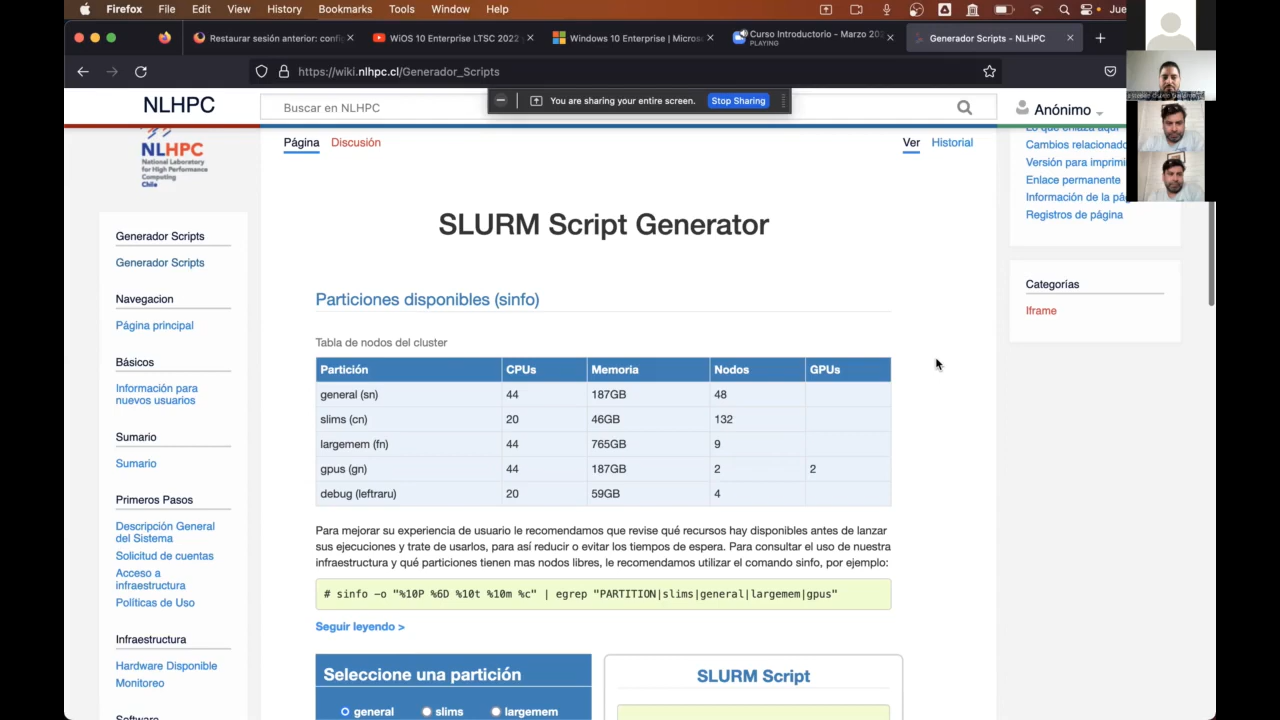 Firefox File Edit View History Bookmarks Tools Window Help Jue
Restaurar sesión anterior: config
WiOS 10 Enterprise LTSC 2022
Windows 10 Enterprise | Micros
Curso Introductorio - Marzo 202
PLAYING
Generador Scripts - NLHPC
https://wiki.nlhpc.cl/Generador_Scripts
You are sharing your entire screen. Stop Sharing
NLHPC
Buscar en NLHPC
Anónimo
NLHPC
National Laboratory
for High Performance
Computing
Chile
Página Discusión
Ver Historial
Lo que enlaza aquí
Cambios relacionado
Versión para imprimi
Enlace permanente
Información de la pág
Registros de página
Categorías
Iframe
Generador Scripts
Generador Scripts
Navegacion
Página principal
Básicos
Información para
nuevos usuarios
Sumario
Sumario
Primeros Pasos
Descripción General
del Sistema
Solicitud de cuentas
Acceso a
infraestructura
Políticas de Uso
Infraestructura
Hardware Disponible
Monitoreo
Software
SLURM Script Generator
Particiones disponibles (sinfo)
Tabla de nodos del cluster
Partición CPUs Memoria Nodos GPUs
general (sn) 44 187GB 48
slims (cn) 20 46GB 132
largemem (fn) 44 765GB 9
gpus (gn) 44 187GB 2 2
debug (leftraru) 20 59GB 4
Para mejorar su experiencia de usuario le recomendamos que revise qué recursos hay disponibles antes de lanzar
sus ejecuciones y trate de usarlos, para así reducir o evitar los tiempos de espera. Para consultar el uso de nuestra
infraestructura y qué particiones tienen mas nodos libres, le recomendamos utilizar el comando sinfo, por ejemplo:
# sinfo -o "%10P %6D %10t %10m %c" | egrep "PARTITION|slims|general|largemem|gpus"
Seguir leyendo >
Seleccione una partición
general slims largemem
SLURM Script